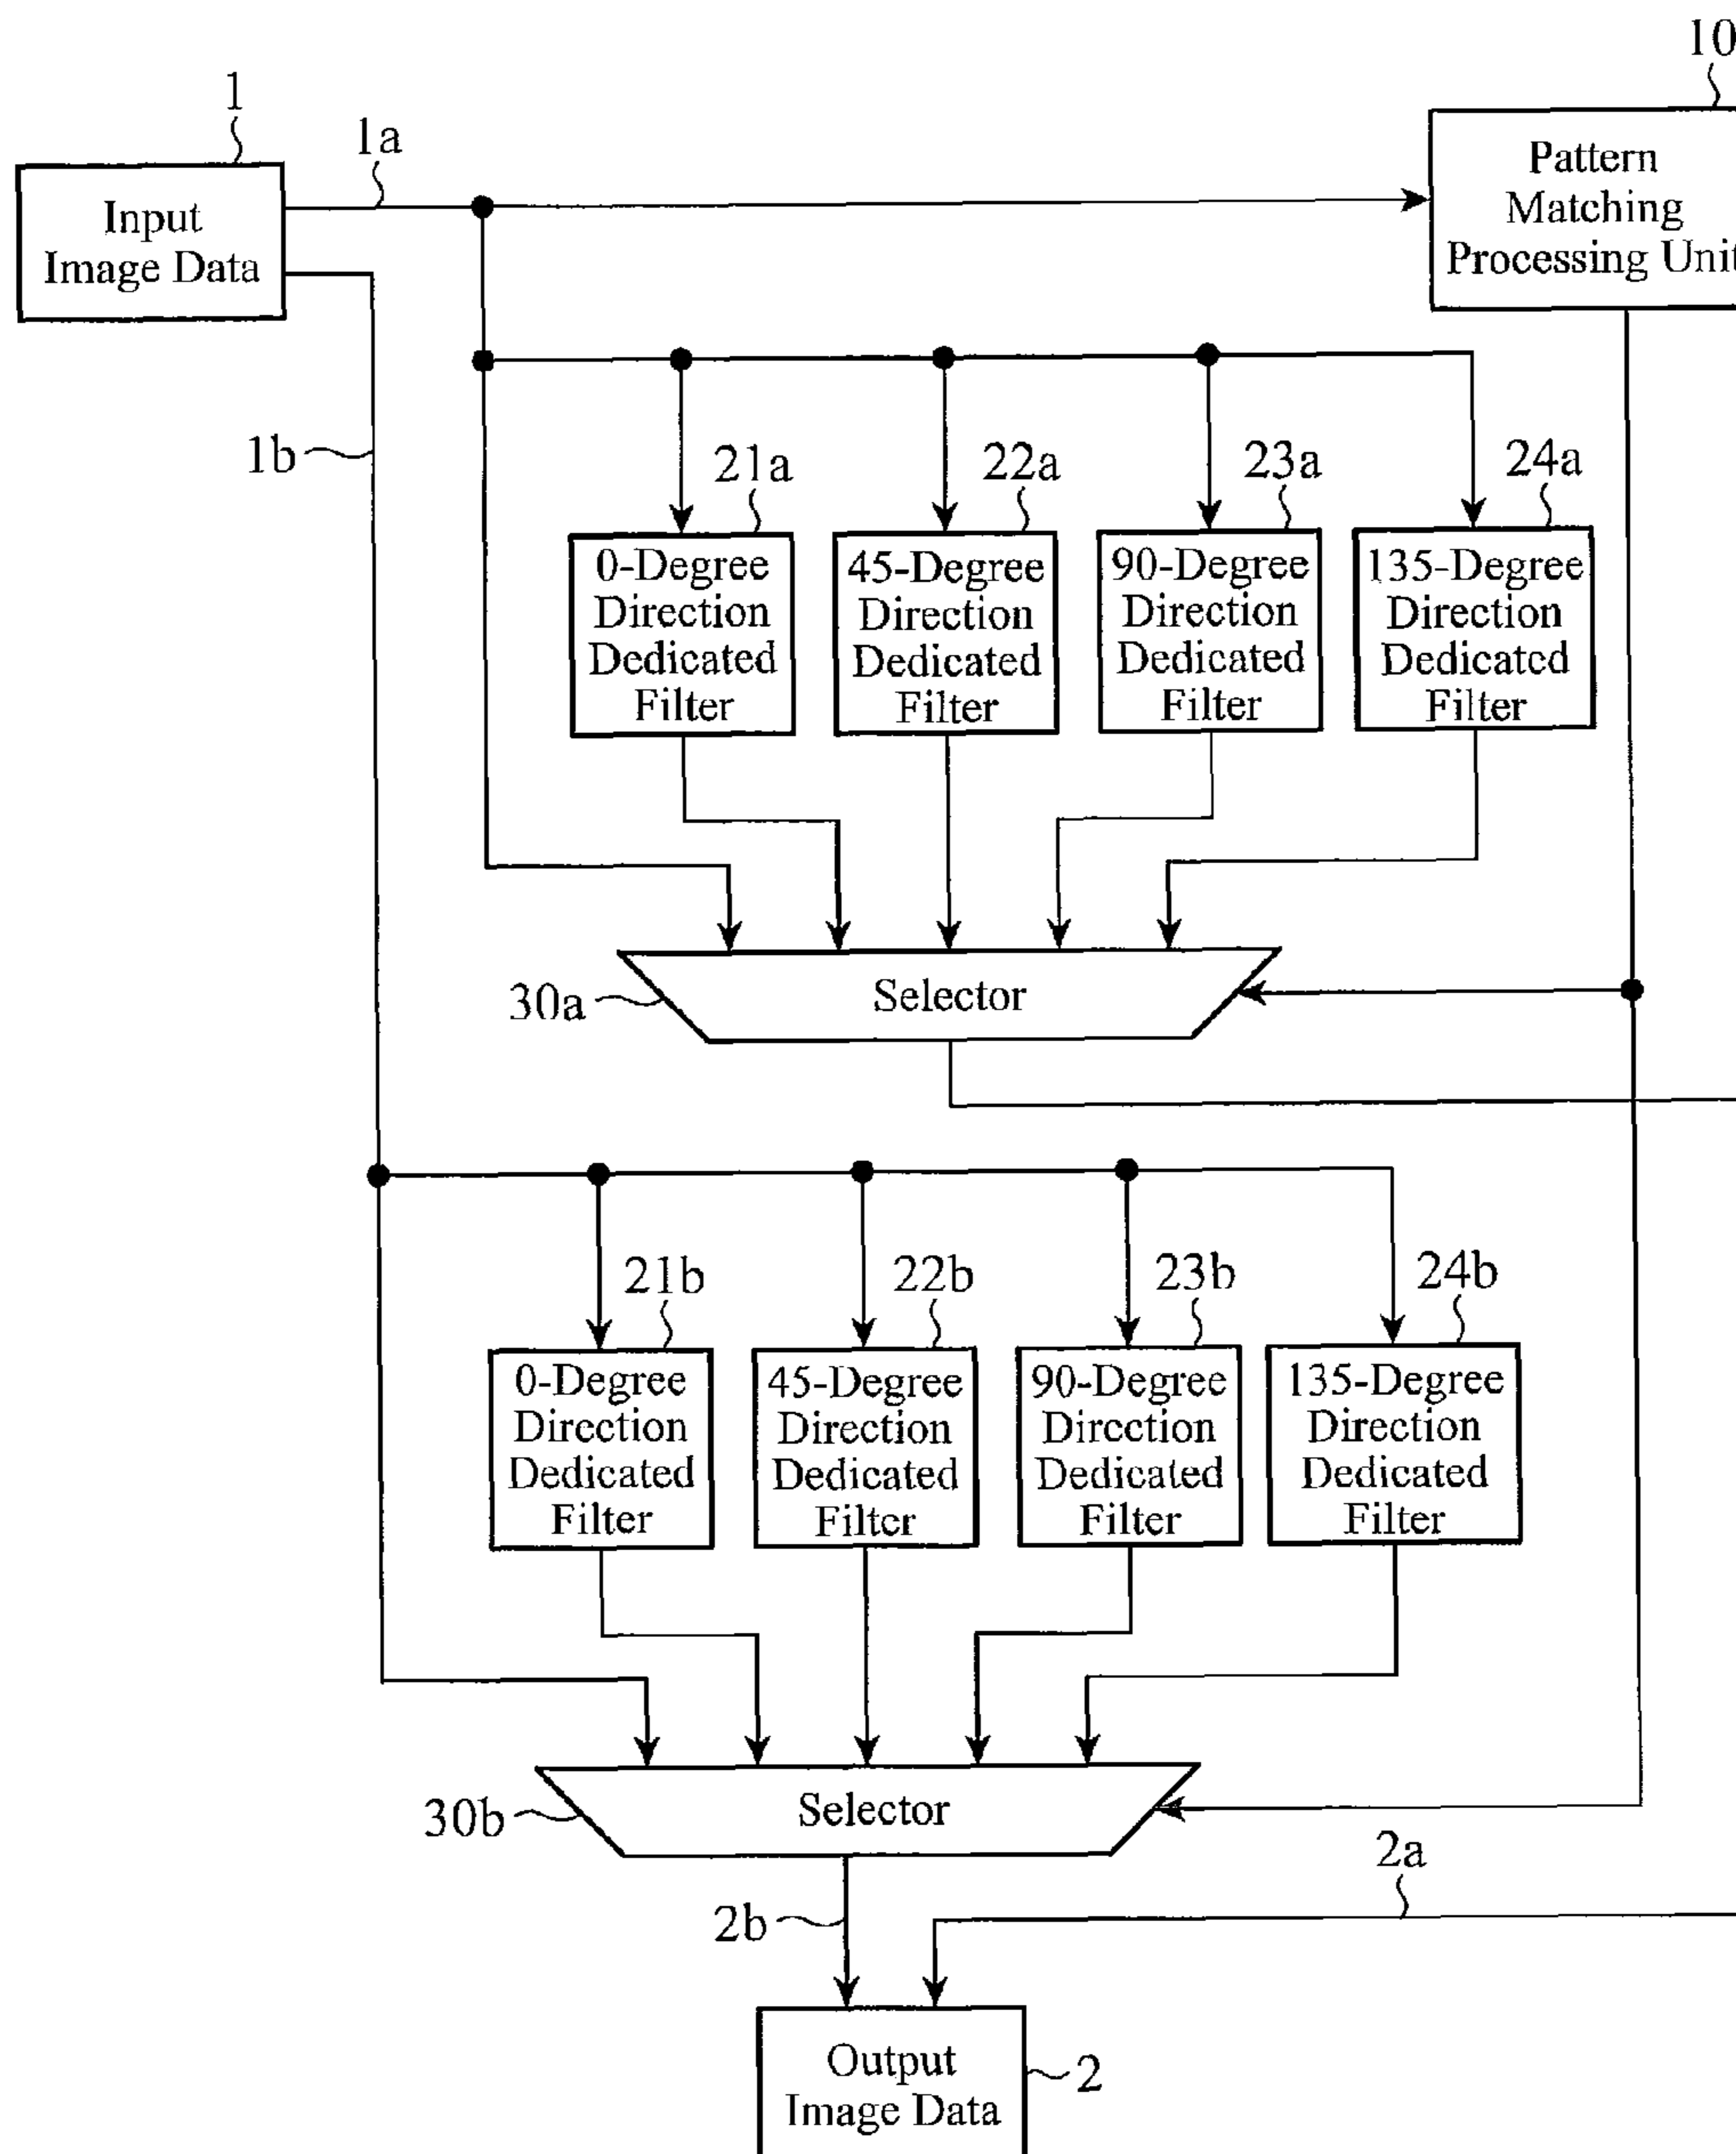 10
1
1a
Input
Image Data
Pattern
Matching
Processing Unit
1b
21a
22a
23a
24a
0-Degree
Direction
Dedicated
Filter
45-Degree
Direction
Dedicated
Filter
90-Degree
Direction
Dedicated
Filter
135-Degree
Direction
Dedicated
Filter
30a
Selector
21b
22b
23b
24b
0-Degree
Direction
Dedicated
Filter
45-Degree
Direction
Dedicated
Filter
90-Degree
Direction
Dedicated
Filter
135-Degree
Direction
Dedicated
Filter
30b
Selector
2a
2b
Output
Image Data
2